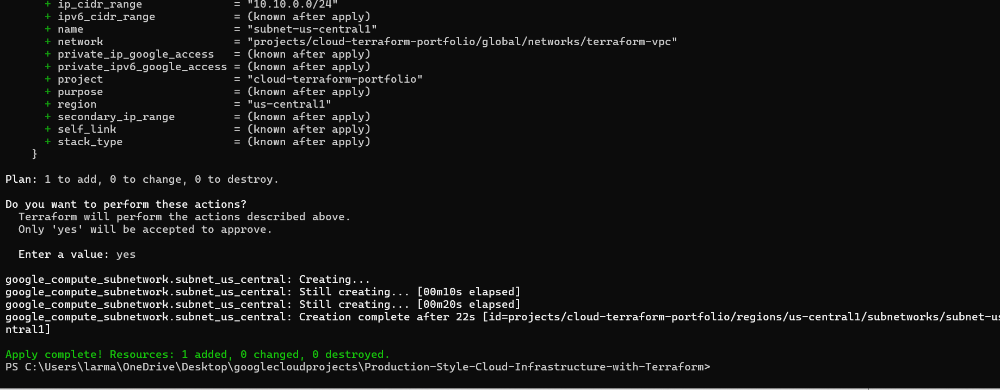 + ip_cidr_range = "10.10.0.0/24"
+ ipv6_cidr_range = (known after apply)
+ name = "subnet-us-central1"
+ network = "projects/cloud-terraform-portfolio/global/networks/terraform-vpc"
+ private_ip_google_access = (known after apply)
+ private_ipv6_google_access = (known after apply)
+ project = "cloud-terraform-portfolio"
+ purpose = (known after apply)
+ region = "us-central1"
+ secondary_ip_range = (known after apply)
+ self_link = (known after apply)
+ stack_type = (known after apply)
}
Plan: 1 to add, 0 to change, 0 to destroy.
Do you want to perform these actions?
Terraform will perform the actions described above.
Only 'yes' will be accepted to approve.
Enter a value: yes
google_compute_subnetwork.subnet_us_central: Creating...
google_compute_subnetwork.subnet_us_central: Still creating... [00m10s elapsed]
google_compute_subnetwork.subnet_us_central: Still creating... [00m20s elapsed]
google_compute_subnetwork.subnet_us_central: Creation complete after 22s [id=projects/cloud-terraform-portfolio/regions/us-central1/subnetworks/subnet-us
ntral1]
Apply complete! Resources: 1 added, 0 changed, 0 destroyed.
PS C:\Users\larma\OneDrive\Desktop\googlecloudprojects\Production-Style-Cloud-Infrastructure-with-Terraform>